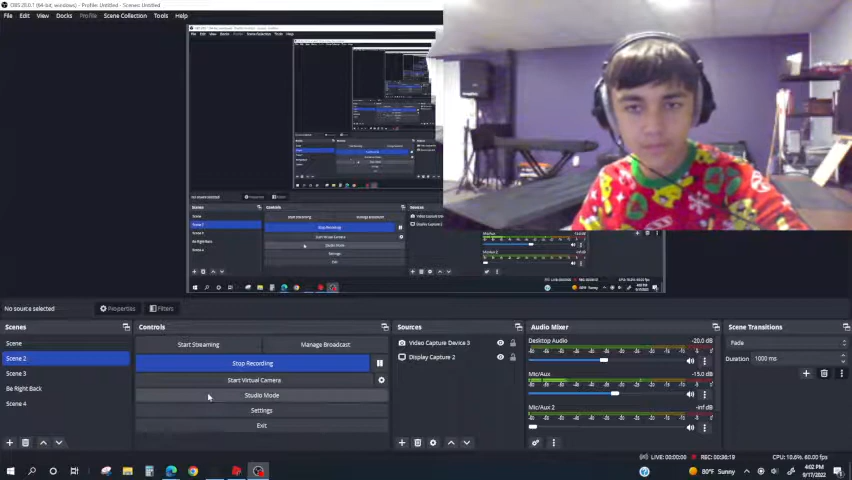 OBS 28.0.1 (64-bit, windows) - Profile: Untitled - Scenes: Untitled
File Edit View Docks Profile Scene Collection Tools Help
No source selected Properties Filters
Scenes
Scene
Scene 2
Scene 3
Be Right Back
Scene 4
Controls
Start Streaming Manage Broadcast
Stop Recording
Start Virtual Camera
Studio Mode
Settings
Exit
Sources
Video Capture Device 3
Display Capture 2
Audio Mixer
Desktop Audio -20.0 dB
Mic/Aux -15.0 dB
Mic/Aux 2 -inf dB
Scene Transitions
Fade
Duration 1000 ms
LIVE: 00:00:00 REC: 00:36:19 CPU: 10.6%, 60.00 fps
80°F Sunny 4:02 PM
9/17/2022